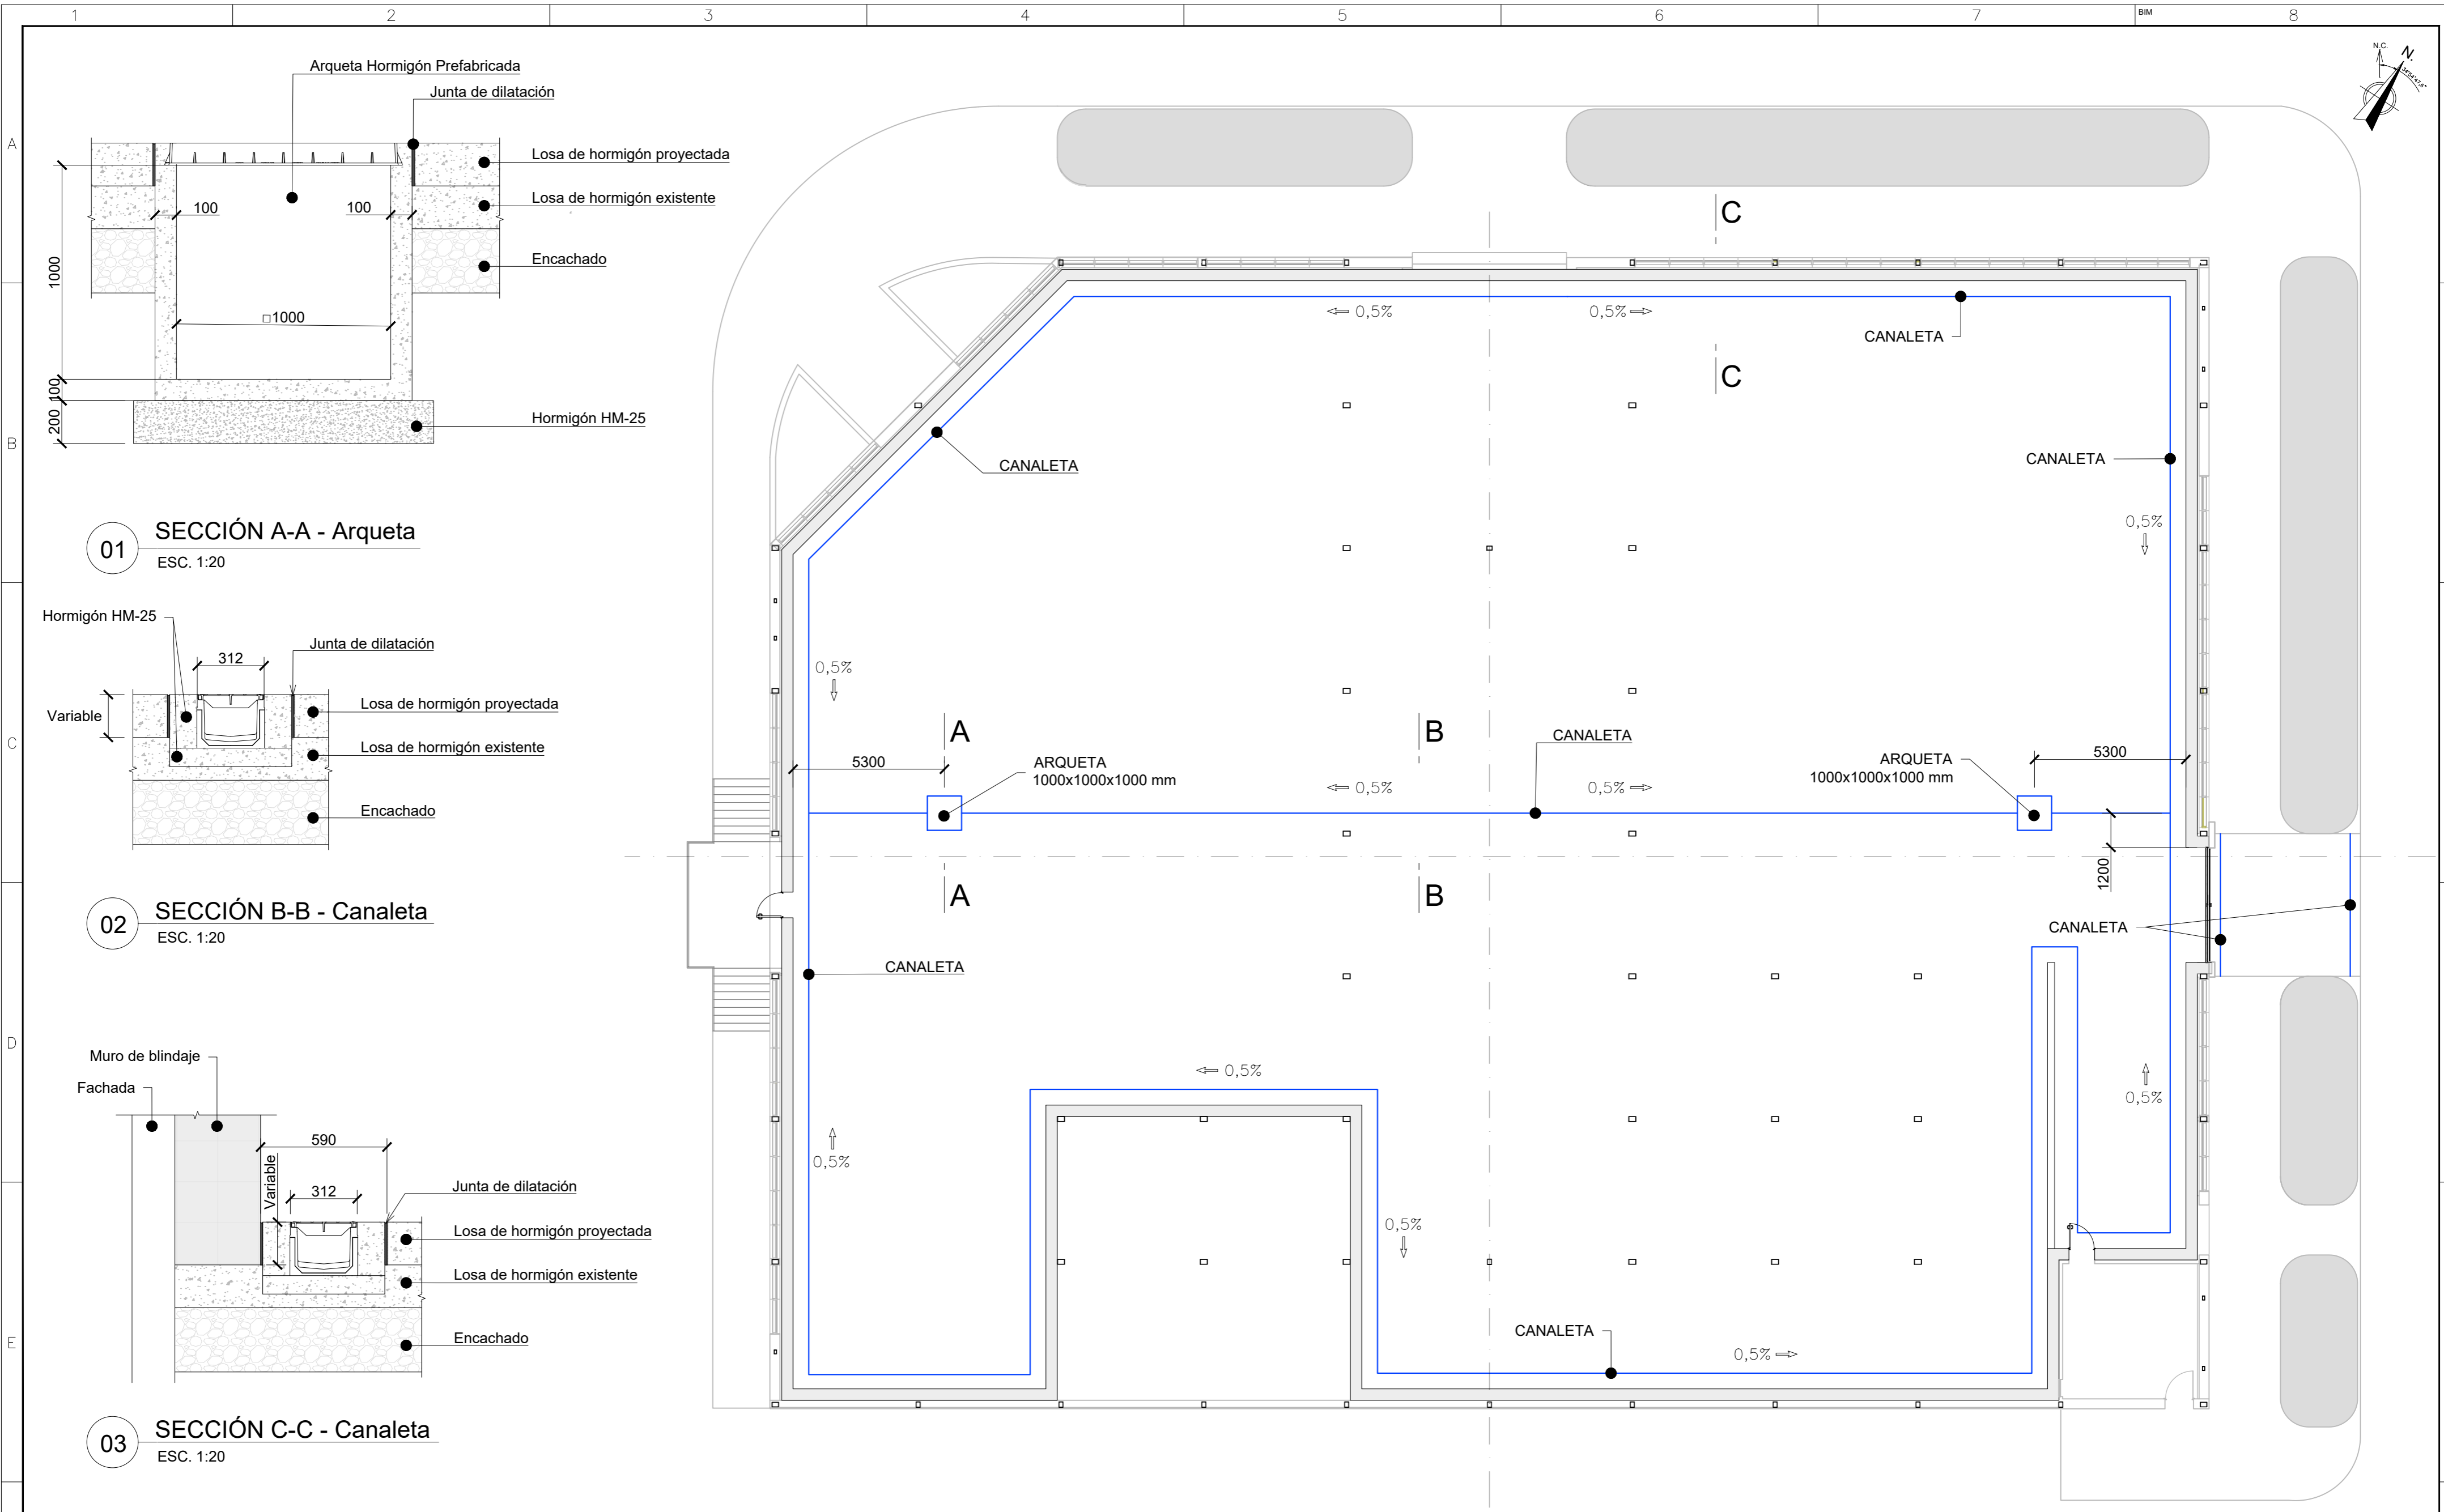 1
2
3
4
5
6
7
BIM
8
A
B
C
D
E
N.C.
N.
Arqueta Hormigón Prefabricada
Junta de dilatación
Losa de hormigón proyectada
Losa de hormigón existente
Encachado
100
100
1000
□1000
100
200
Hormigón HM-25
01
SECCIÓN A-A - Arqueta
ESC. 1:20
Hormigón HM-25
Junta de dilatación
312
Variable
Losa de hormigón proyectada
Losa de hormigón existente
Encachado
02
SECCIÓN B-B - Canaleta
ESC. 1:20
Muro de blindaje
Fachada
590
Variable
312
Junta de dilatación
Losa de hormigón proyectada
Losa de hormigón existente
Encachado
03
SECCIÓN C-C - Canaleta
ESC. 1:20
C
0,5%
0,5%
CANALETA
C
CANALETA
CANALETA
0,5%
0,5%
A
B
CANALETA
5300
ARQUETA
1000x1000x1000 mm
ARQUETA
1000x1000x1000 mm
5300
0,5%
0,5%
1200
A
B
CANALETA
CANALETA
0,5%
0,5%
0,5%
0,5%
CANALETA
0,5%